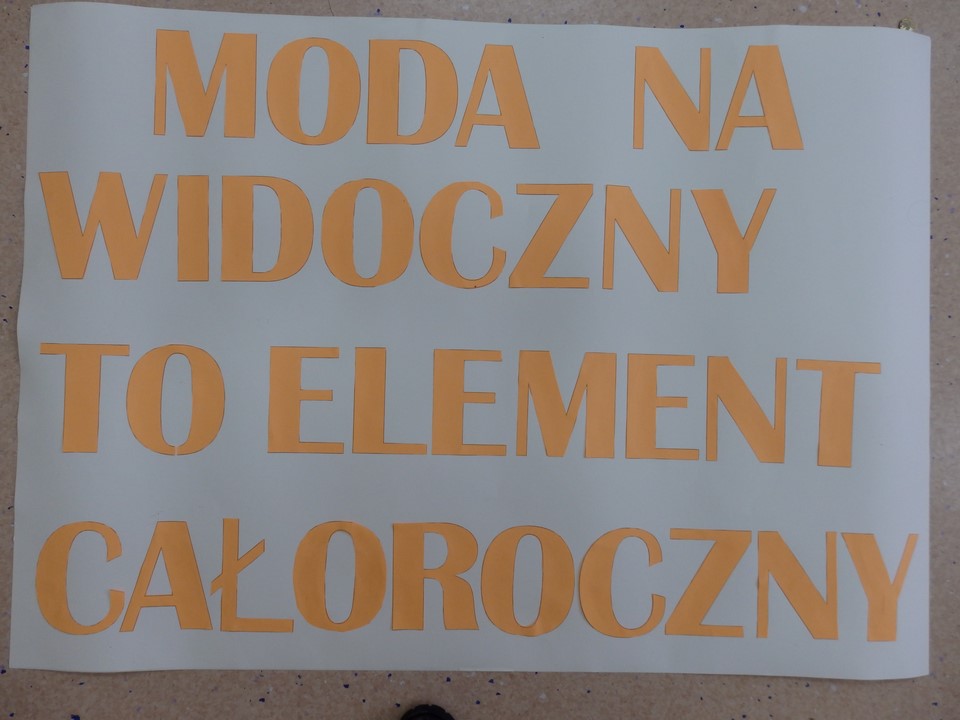 MODA NA
WIDOCZNY
TO ELEMENT
CAŁOROCZNY